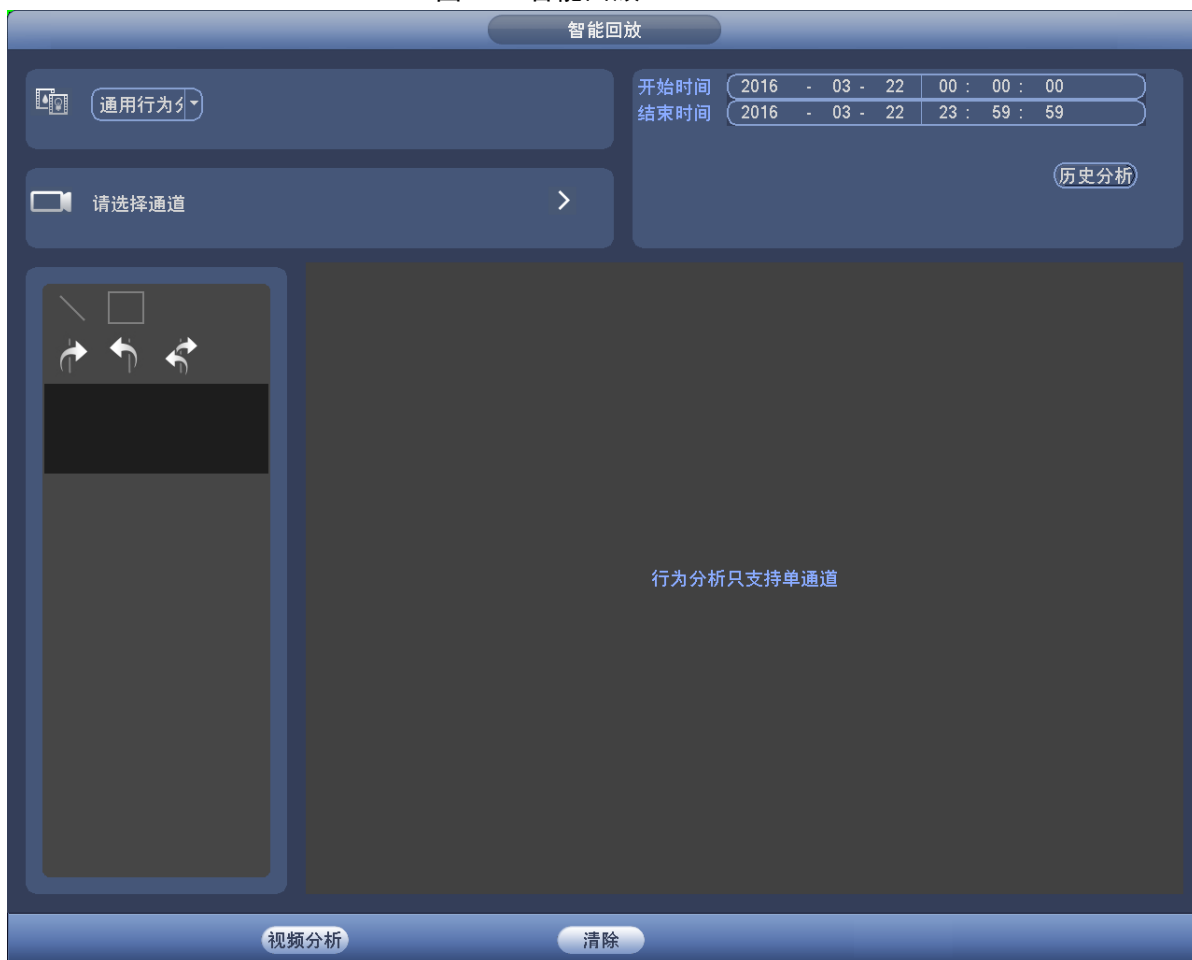 智能回放
通用行为
开始时间 2016 - 03 - 22 00 : 00 : 00
结束时间 2016 - 03 - 22 23 : 59 : 59
历史分析
请选择通道
行为分析只支持单通道
视频分析
清除